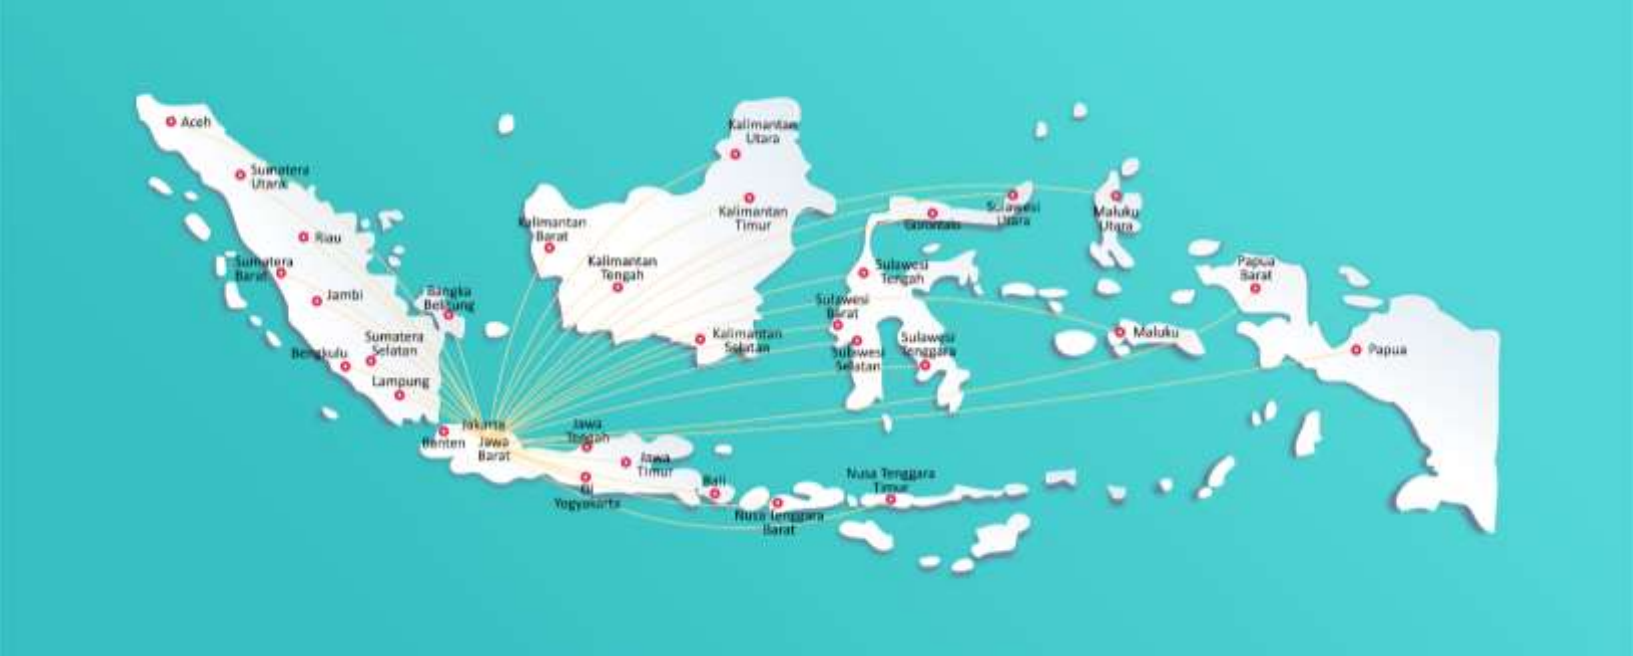 Aceh
Sumatera
Utara
Riau
Sumatera
Barat
Jambi
Bangka
Belitung
Sumatera
Selatan
Bengkulu
Lampung
Kalimantan
Utara
Kalimantan
Timur
Kalimantan
Barat
Kalimantan
Tengah
Kalimantan
Selatan
Gorontalo
Sulawesi
Utara
Sulawesi
Tengah
Sulawesi
Barat
Sulawesi
Selatan
Sulawesi
Tenggara
Maluku
Utara
Maluku
Papua
Barat
Papua
Banten
Jakarta
Jawa
Barat
Jawa
Tengah
Jawa
Timur
DI
Yogyakarta
Bali
Nusa Tenggara
Barat
Nusa Tenggara
Timur